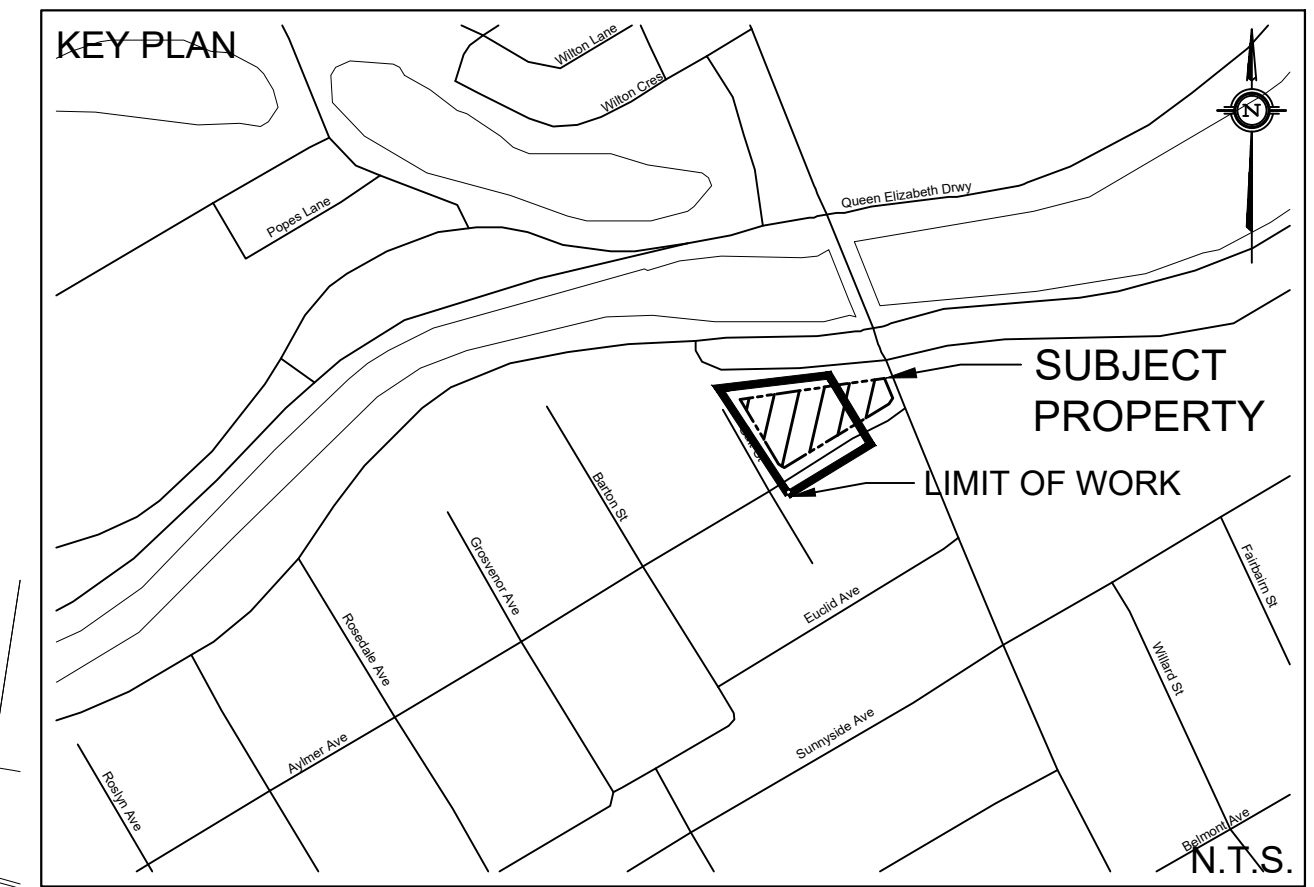 KEY PLAN
Wilton Lane
Wilton Cres
N
Popes Lane
Queen Elizabeth Drwy
SUBJECT
PROPERTY
LIMIT OF WORK
Barton St
Grosvenor Ave
Rosedale Ave
Euclid Ave
Fairbairn St
Willard St
Sunnyside Ave
Aylmer Ave
Roslyn Ave
Belmont Ave
N.T.S.